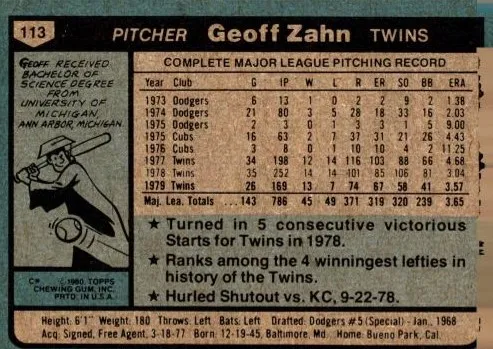 113 PITCHER Geoff Zahn TWINS
GEOFF RECEIVED
BACHELOR OF
SCIENCE DEGREE
FROM
UNIVERSITY OF
MICHIGAN,
ANN ARBOR, MICHIGAN.
© 1980 TOPPS
CHEWING GUM, INC.
PRTD. IN U.S.A.
COMPLETE MAJOR LEAGUE PITCHING RECORD
Year Club G IP W L R ER SO BB ERA
1973 Dodgers 6 13 1 0 2 2 9 2 1.38
1974 Dodgers 21 80 3 5 28 18 33 16 2.03
1975 Dodgers 2 3 0 1 3 3 1 5 9.00
1975 Cubs 16 63 2 7 37 31 21 26 4.43
1976 Cubs 3 8 0 1 10 10 4 2 11.25
1977 Twins 34 198 12 14 116 103 88 66 4.68
1978 Twins 35 252 14 14 101 85 106 81 3.04
1979 Twins 26 169 13 7 74 67 58 41 3.57
Maj. Lea. Totals .... 143 786 45 49 371 319 320 239 3.65
★ Turned in 5 consecutive victorious
Starts for Twins in 1978.
★ Ranks among the 4 winningest lefties in
history of the Twins.
★ Hurled Shutout vs. KC, 9-22-78.
Height: 6'1" Weight: 180 Throws: Left Bats: Left Drafted: Dodgers #5 (Special) - Jan., 1968
Acq: Signed, Free Agent, 3-18-77 Born: 12-19-45, Baltimore, Md. Home: Buena Park, Cal.